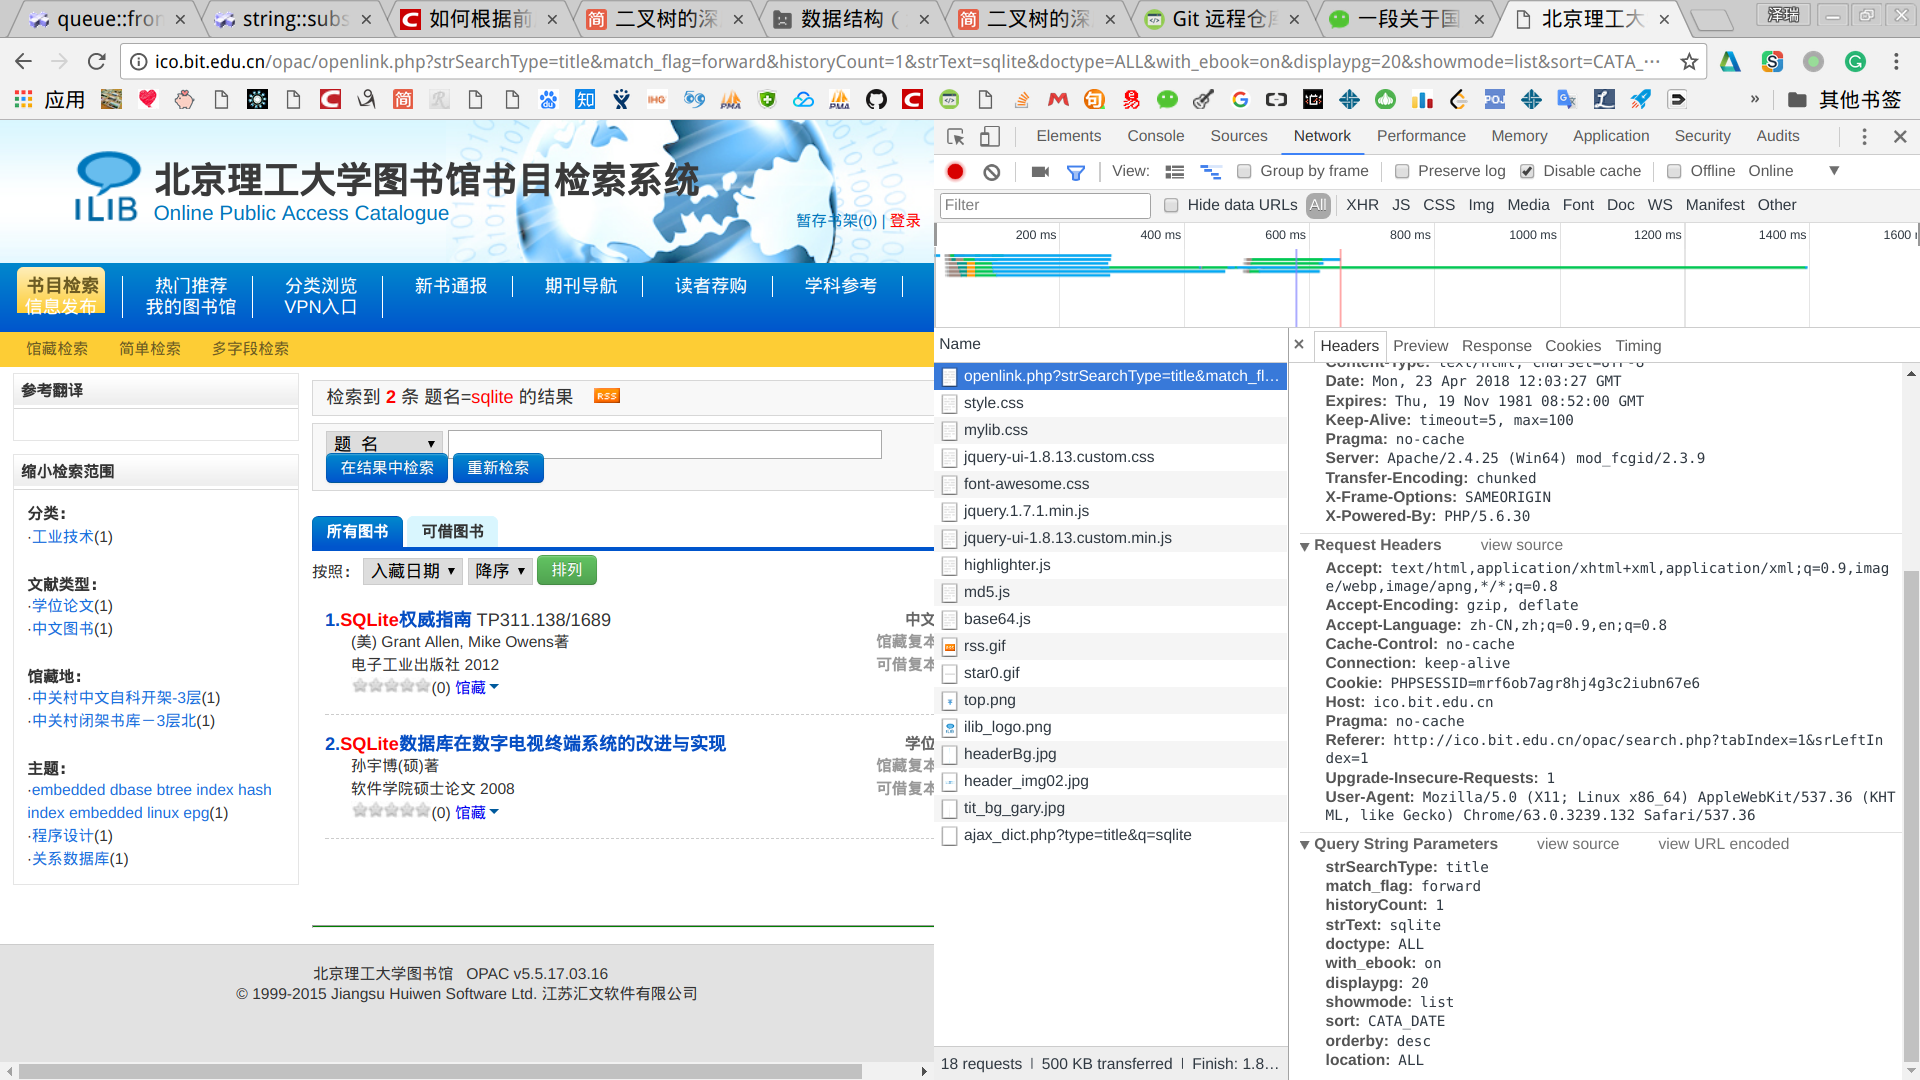 queue::fron
string::subs
如何根据前
二叉树的深
数据结构（
二叉树的深
Git 远程仓库
一段关于国
北京理工大
泽瑞
ico.bit.edu.cn/opac/openlink.php?strSearchType=title&match_flag=forward&historyCount=1&strText=sqlite&doctype=ALL&with_ebook=on&displaypg=20&showmode=list&sort=CATA_…
应用
» 其他书签
北京理工大学图书馆书目检索系统
ILIB Online Public Access Catalogue
暂存书架(0) | 登录
书目检索 热门推荐 分类浏览 新书通报 期刊导航 读者荐购 学科参考
信息发布 我的图书馆 VPN入口
馆藏检索 简单检索 多字段检索
参考翻译
缩小检索范围
分类:
·工业技术(1)
文献类型:
·学位论文(1)
·中文图书(1)
馆藏地:
·中关村中文自科开架-3层(1)
·中关村闭架书库－3层北(1)
主题:
·embedded dbase btree index hash
index embedded linux epg(1)
·程序设计(1)
·关系数据库(1)
检索到 2 条 题名=sqlite 的结果 RSS
题 名
在结果中检索 重新检索
所有图书 可借图书
按照: 入藏日期 降序 排列
1.SQLite权威指南 TP311.138/1689 中文
(美) Grant Allen, Mike Owens著 馆藏复本
电子工业出版社 2012 可借复本
(0) 馆藏
2.SQLite数据库在数字电视终端系统的改进与实现 学位
孙宇博(硕)著 馆藏复本
软件学院硕士论文 2008 可借复本
(0) 馆藏
北京理工大学图书馆 OPAC v5.5.17.03.16
© 1999-2015 Jiangsu Huiwen Software Ltd. 江苏汇文软件有限公司
Elements Console Sources Network Performance Memory Application Security Audits
View: Group by frame Preserve log Disable cache Offline Online
Filter Hide data URLs All XHR JS CSS Img Media Font Doc WS Manifest Other
200 ms 400 ms 600 ms 800 ms 1000 ms 1200 ms 1400 ms 1600
Name
openlink.php?strSearchType=title&match_fl…
style.css
mylib.css
jquery-ui-1.8.13.custom.css
font-awesome.css
jquery.1.7.1.min.js
jquery-ui-1.8.13.custom.min.js
highlighter.js
md5.js
base64.js
rss.gif
star0.gif
top.png
ilib_logo.png
headerBg.jpg
header_img02.jpg
tit_bg_gary.jpg
ajax_dict.php?type=title&q=sqlite
18 requests | 500 KB transferred | Finish: 1.8…
Headers Preview Response Cookies Timing
Content-Type: text/html, charset=utf-8
Date: Mon, 23 Apr 2018 12:03:27 GMT
Expires: Thu, 19 Nov 1981 08:52:00 GMT
Keep-Alive: timeout=5, max=100
Pragma: no-cache
Server: Apache/2.4.25 (Win64) mod_fcgid/2.3.9
Transfer-Encoding: chunked
X-Frame-Options: SAMEORIGIN
X-Powered-By: PHP/5.6.30
Request Headers view source
Accept: text/html,application/xhtml+xml,application/xml;q=0.9,imag
e/webp,image/apng,*/*;q=0.8
Accept-Encoding: gzip, deflate
Accept-Language: zh-CN,zh;q=0.9,en;q=0.8
Cache-Control: no-cache
Connection: keep-alive
Cookie: PHPSESSID=mrf6ob7agr8hj4g3c2iubn67e6
Host: ico.bit.edu.cn
Pragma: no-cache
Referer: http://ico.bit.edu.cn/opac/search.php?tabIndex=1&srLeftIn
dex=1
Upgrade-Insecure-Requests: 1
User-Agent: Mozilla/5.0 (X11; Linux x86_64) AppleWebKit/537.36 (KHT
ML, like Gecko) Chrome/63.0.3239.132 Safari/537.36
Query String Parameters view source view URL encoded
strSearchType: title
match_flag: forward
historyCount: 1
strText: sqlite
doctype: ALL
with_ebook: on
displaypg: 20
showmode: list
sort: CATA_DATE
orderby: desc
location: ALL